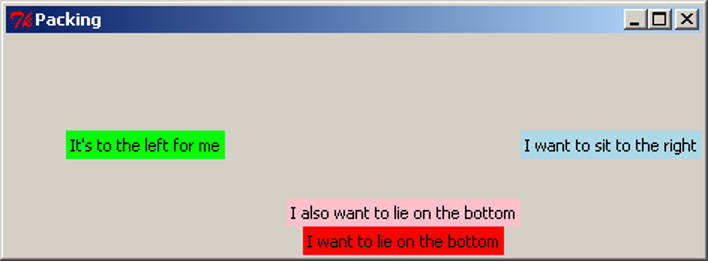 Packing
It's to the left for me
I want to sit to the right
I also want to lie on the bottom
I want to lie on the bottom